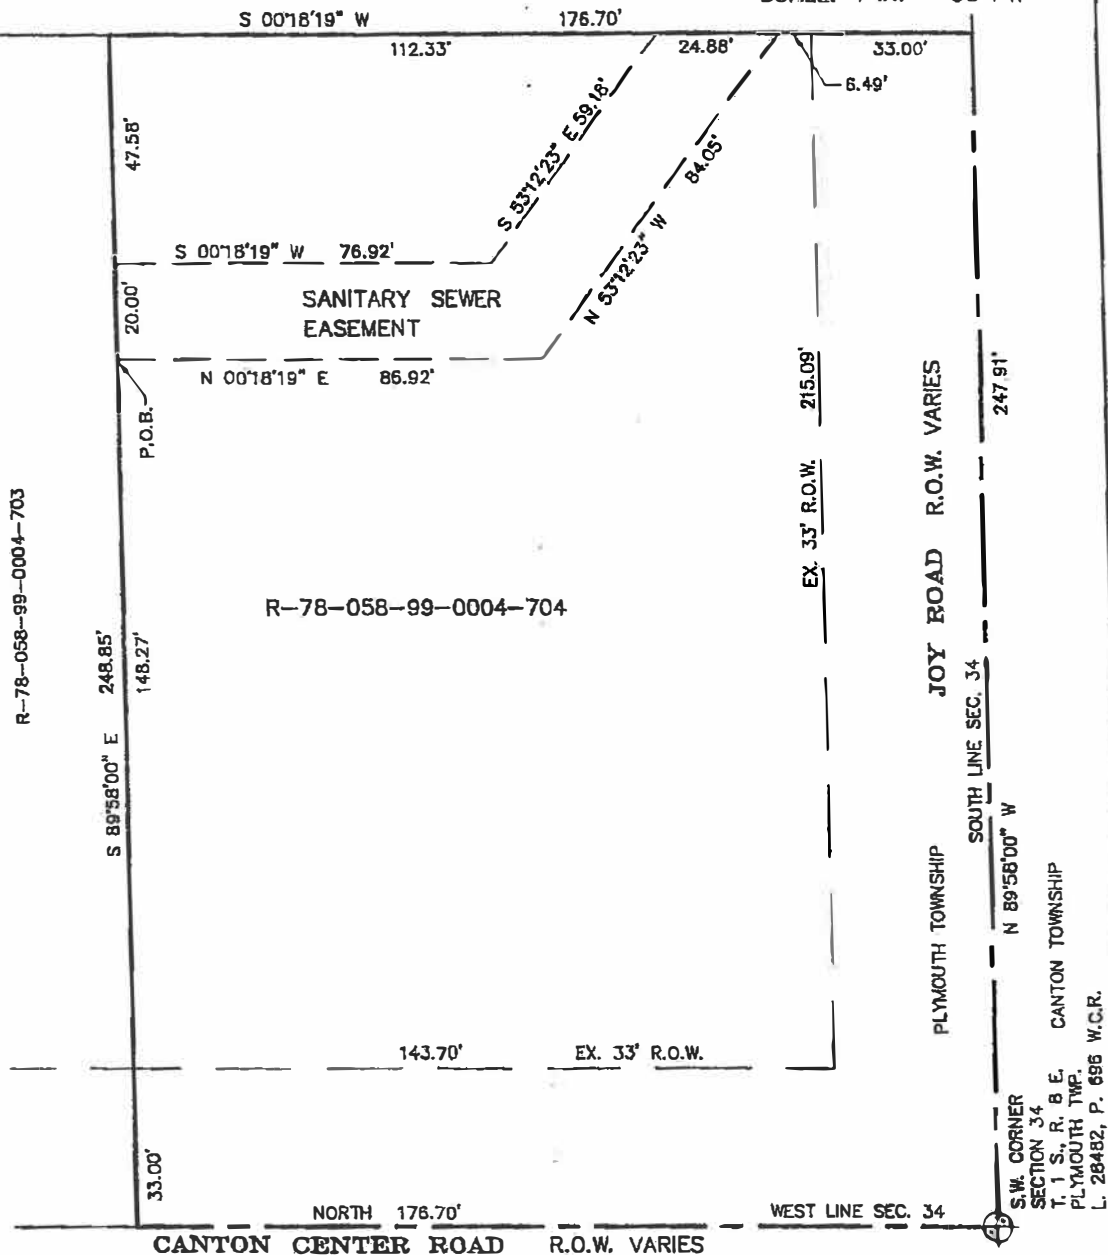 S 00°18'19" W 176.70'
112.33'
24.88'
33.00'
6.49'
47.58'
S 53°12'23" E 59.18'
84.05'
N 53°12'23" W
S 00°18'19" W 76.92'
20.00'
SANITARY SEWER
EASEMENT
N 00°18'19" E 86.92'
P.O.B.
EX. 33' R.O.W. 215.09'
JOY ROAD R.O.W. VARIES
247.91'
R-78-058-99-0004-703
R-78-058-99-0004-704
S 89°58'00" E 248.85'
148.27'
SOUTH LINE SEC. 34
N 89°58'00" W
PLYMOUTH TOWNSHIP
CANTON TOWNSHIP
143.70' EX. 33' R.O.W.
33.00'
S.W. CORNER
SECTION 34
T. 1 S., R. 8 E.
PLYMOUTH TWP.
L. 28482, P. 696 W.C.R.
NORTH 176.70'
WEST LINE SEC. 34
CANTON CENTER ROAD R.O.W. VARIES